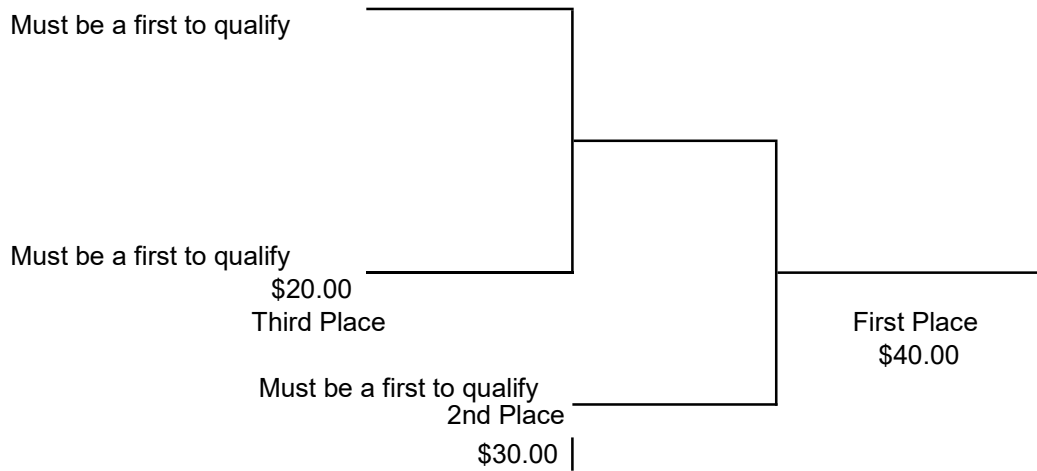 Must be a first to qualify
Must be a first to qualify
$20.00
Third Place
First Place
$40.00
Must be a first to qualify
2nd Place
$30.00